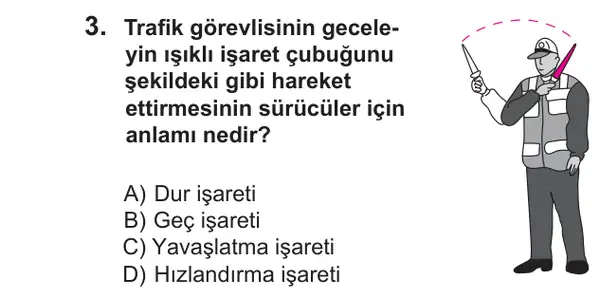 3. Trafik görevlisinin gecele-
yin ışıklı işaret çubuğunu
şekildeki gibi hareket
ettirmesinin sürücüler için
anlamı nedir?
A) Dur işareti
B) Geç işareti
C) Yavaşlatma işareti
D) Hızlandırma işareti